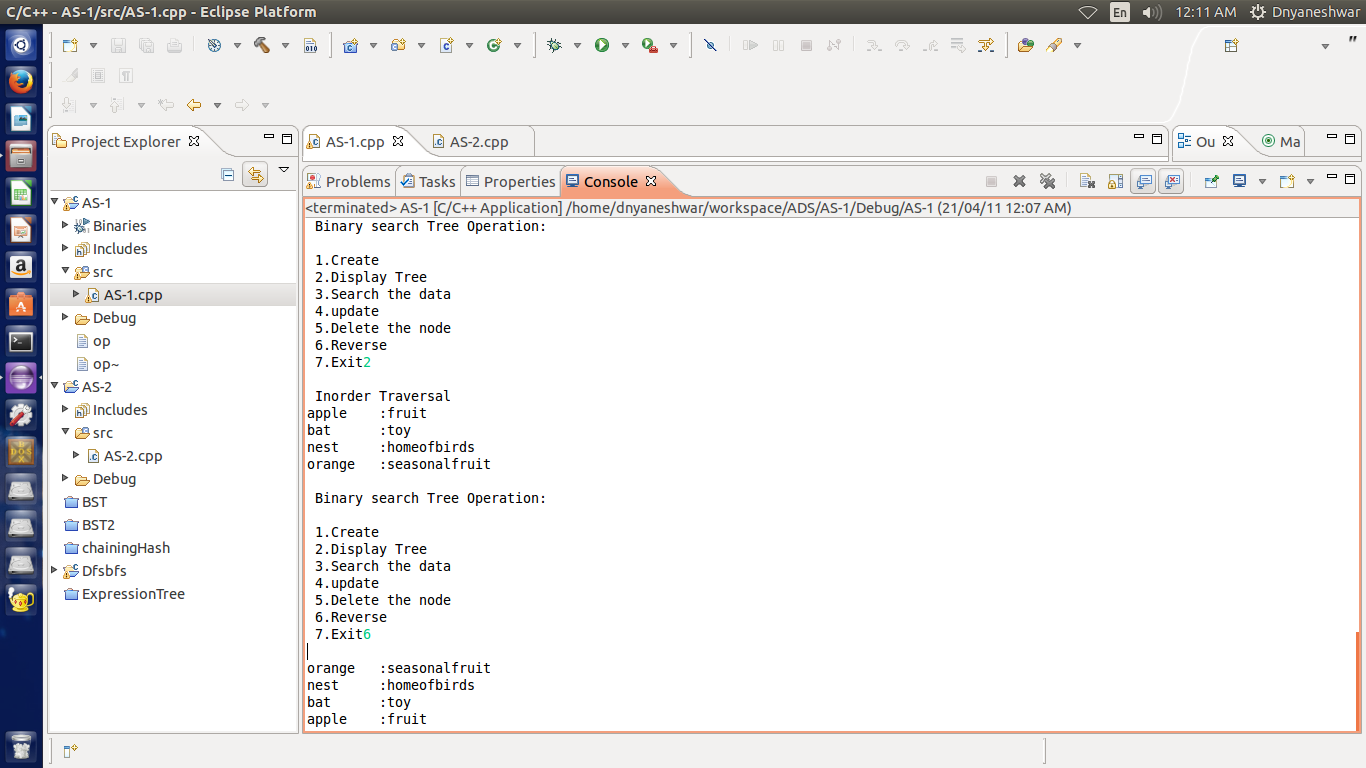 C/C++ - AS-1/src/AS-1.cpp - Eclipse Platform
En
12:11 AM
Dnyaneshwar
Project Explorer
AS-1.cpp
AS-2.cpp
Ou
Ma
Problems
Tasks
Properties
Console
<terminated> AS-1 [C/C++ Application] /home/dnyaneshwar/workspace/ADS/AS-1/Debug/AS-1 (21/04/11 12:07 AM)
AS-1
Binaries
Includes
src
AS-1.cpp
Debug
op
op~
AS-2
Includes
src
AS-2.cpp
Debug
BST
BST2
chainingHash
Dfsbfs
ExpressionTree
Binary search Tree Operation:
1.Create
2.Display Tree
3.Search the data
4.update
5.Delete the node
6.Reverse
7.Exit2
Inorder Traversal
apple    :fruit
bat      :toy
nest     :homeofbirds
orange   :seasonalfruit
Binary search Tree Operation:
1.Create
2.Display Tree
3.Search the data
4.update
5.Delete the node
6.Reverse
7.Exit6
orange   :seasonalfruit
nest     :homeofbirds
bat      :toy
apple    :fruit